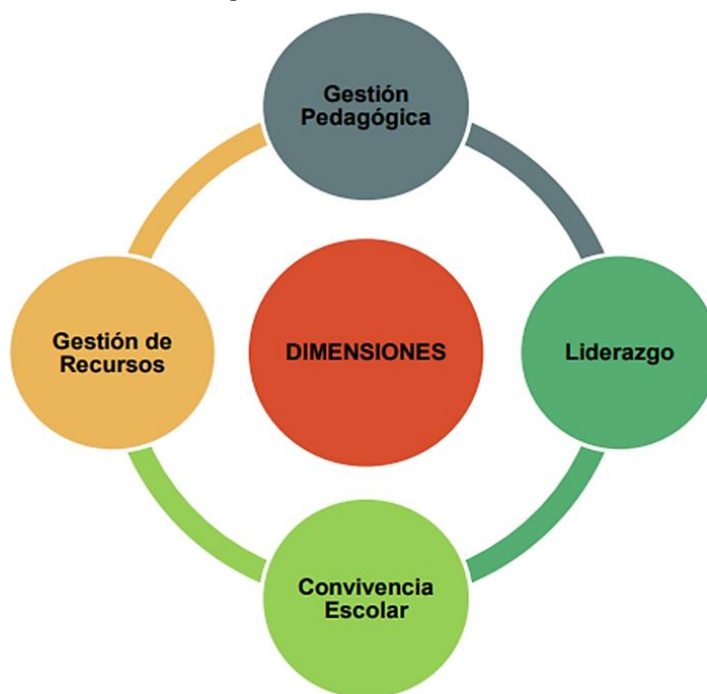 Gestión
Pedagógica
Gestión de
Recursos
DIMENSIONES
Liderazgo
Convivencia
Escolar